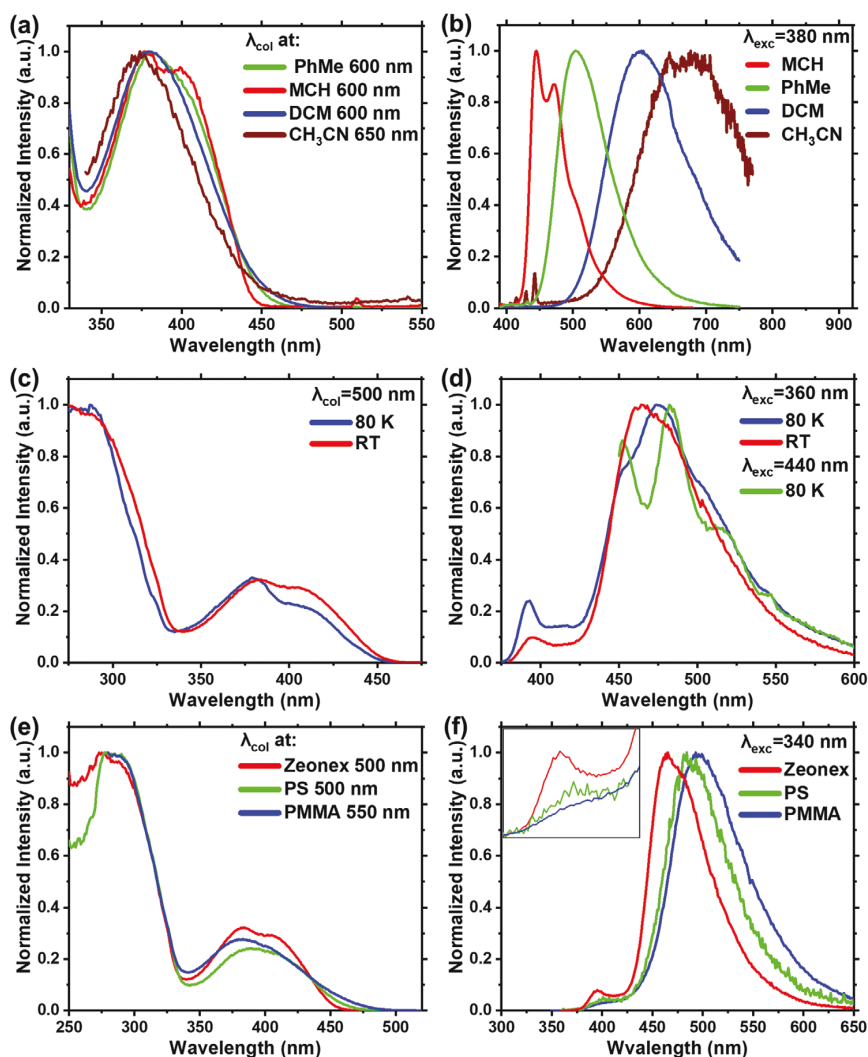 (a)
λcol at:
PhMe 600 nm
MCH 600 nm
DCM 600 nm
CH₃CN 650 nm
Normalized Intensity (a.u.)
1.0
0.8
0.6
0.4
0.2
0.0
350 400 450 500 550
Wavelength (nm)
(b)
λexc=380 nm
MCH
PhMe
DCM
CH₃CN
Normalized Intensity (a.u.)
1.0
0.8
0.6
0.4
0.2
0.0
400 500 600 700 800 900
Wavelength (nm)
(c)
λcol=500 nm
80 K
RT
Normalized Intensity (a.u.)
1.0
0.8
0.6
0.4
0.2
0.0
300 350 400 450
Wavelength (nm)
(d)
λexc=360 nm
80 K
RT
λexc=440 nm
80 K
Normalized Intensity (a.u.)
1.0
0.8
0.6
0.4
0.2
0.0
400 450 500 550 600
Wavelength (nm)
(e)
λcol at:
Zeonex 500 nm
PS 500 nm
PMMA 550 nm
Normalized Intensity (a.u.)
1.0
0.8
0.6
0.4
0.2
0.0
250 300 350 400 450 500
Wavelength (nm)
(f)
λexc=340 nm
Zeonex
PS
PMMA
Normalized Intensity (a.u.)
1.0
0.8
0.6
0.4
0.2
0.0
300 350 400 450 500 550 600 650
Wavelength (nm)